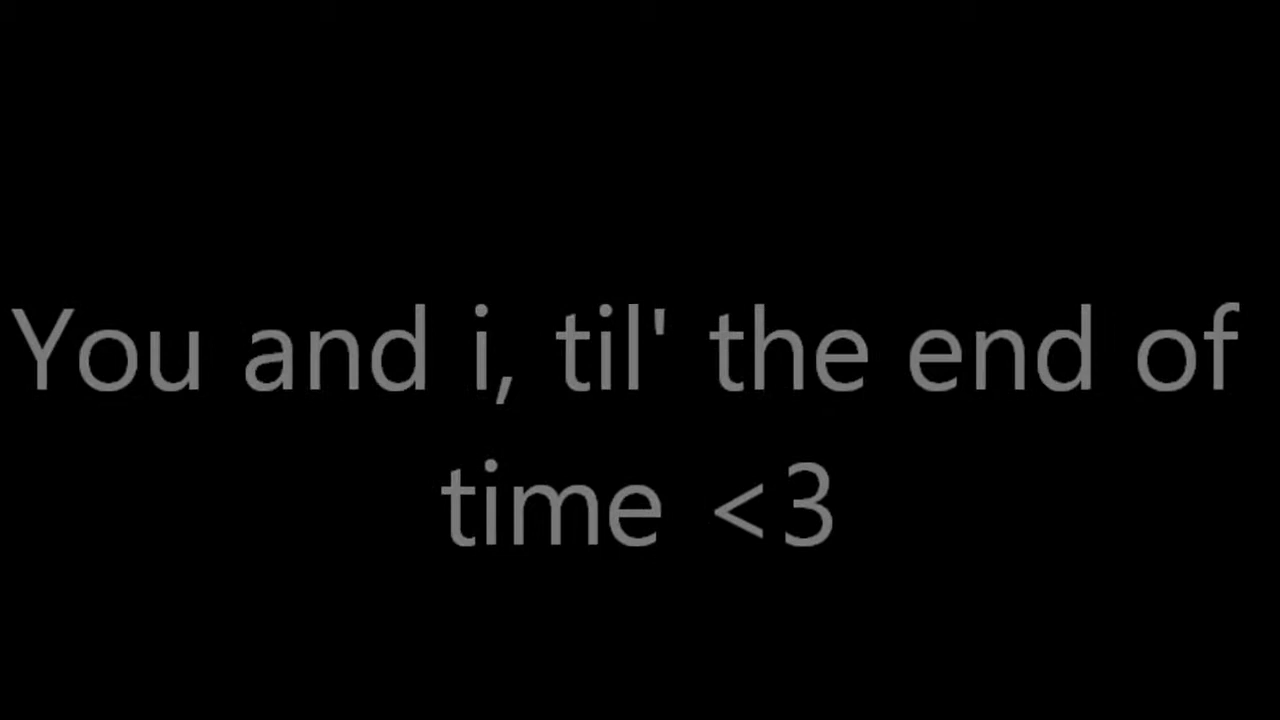 You and i, til' the end of
time <3